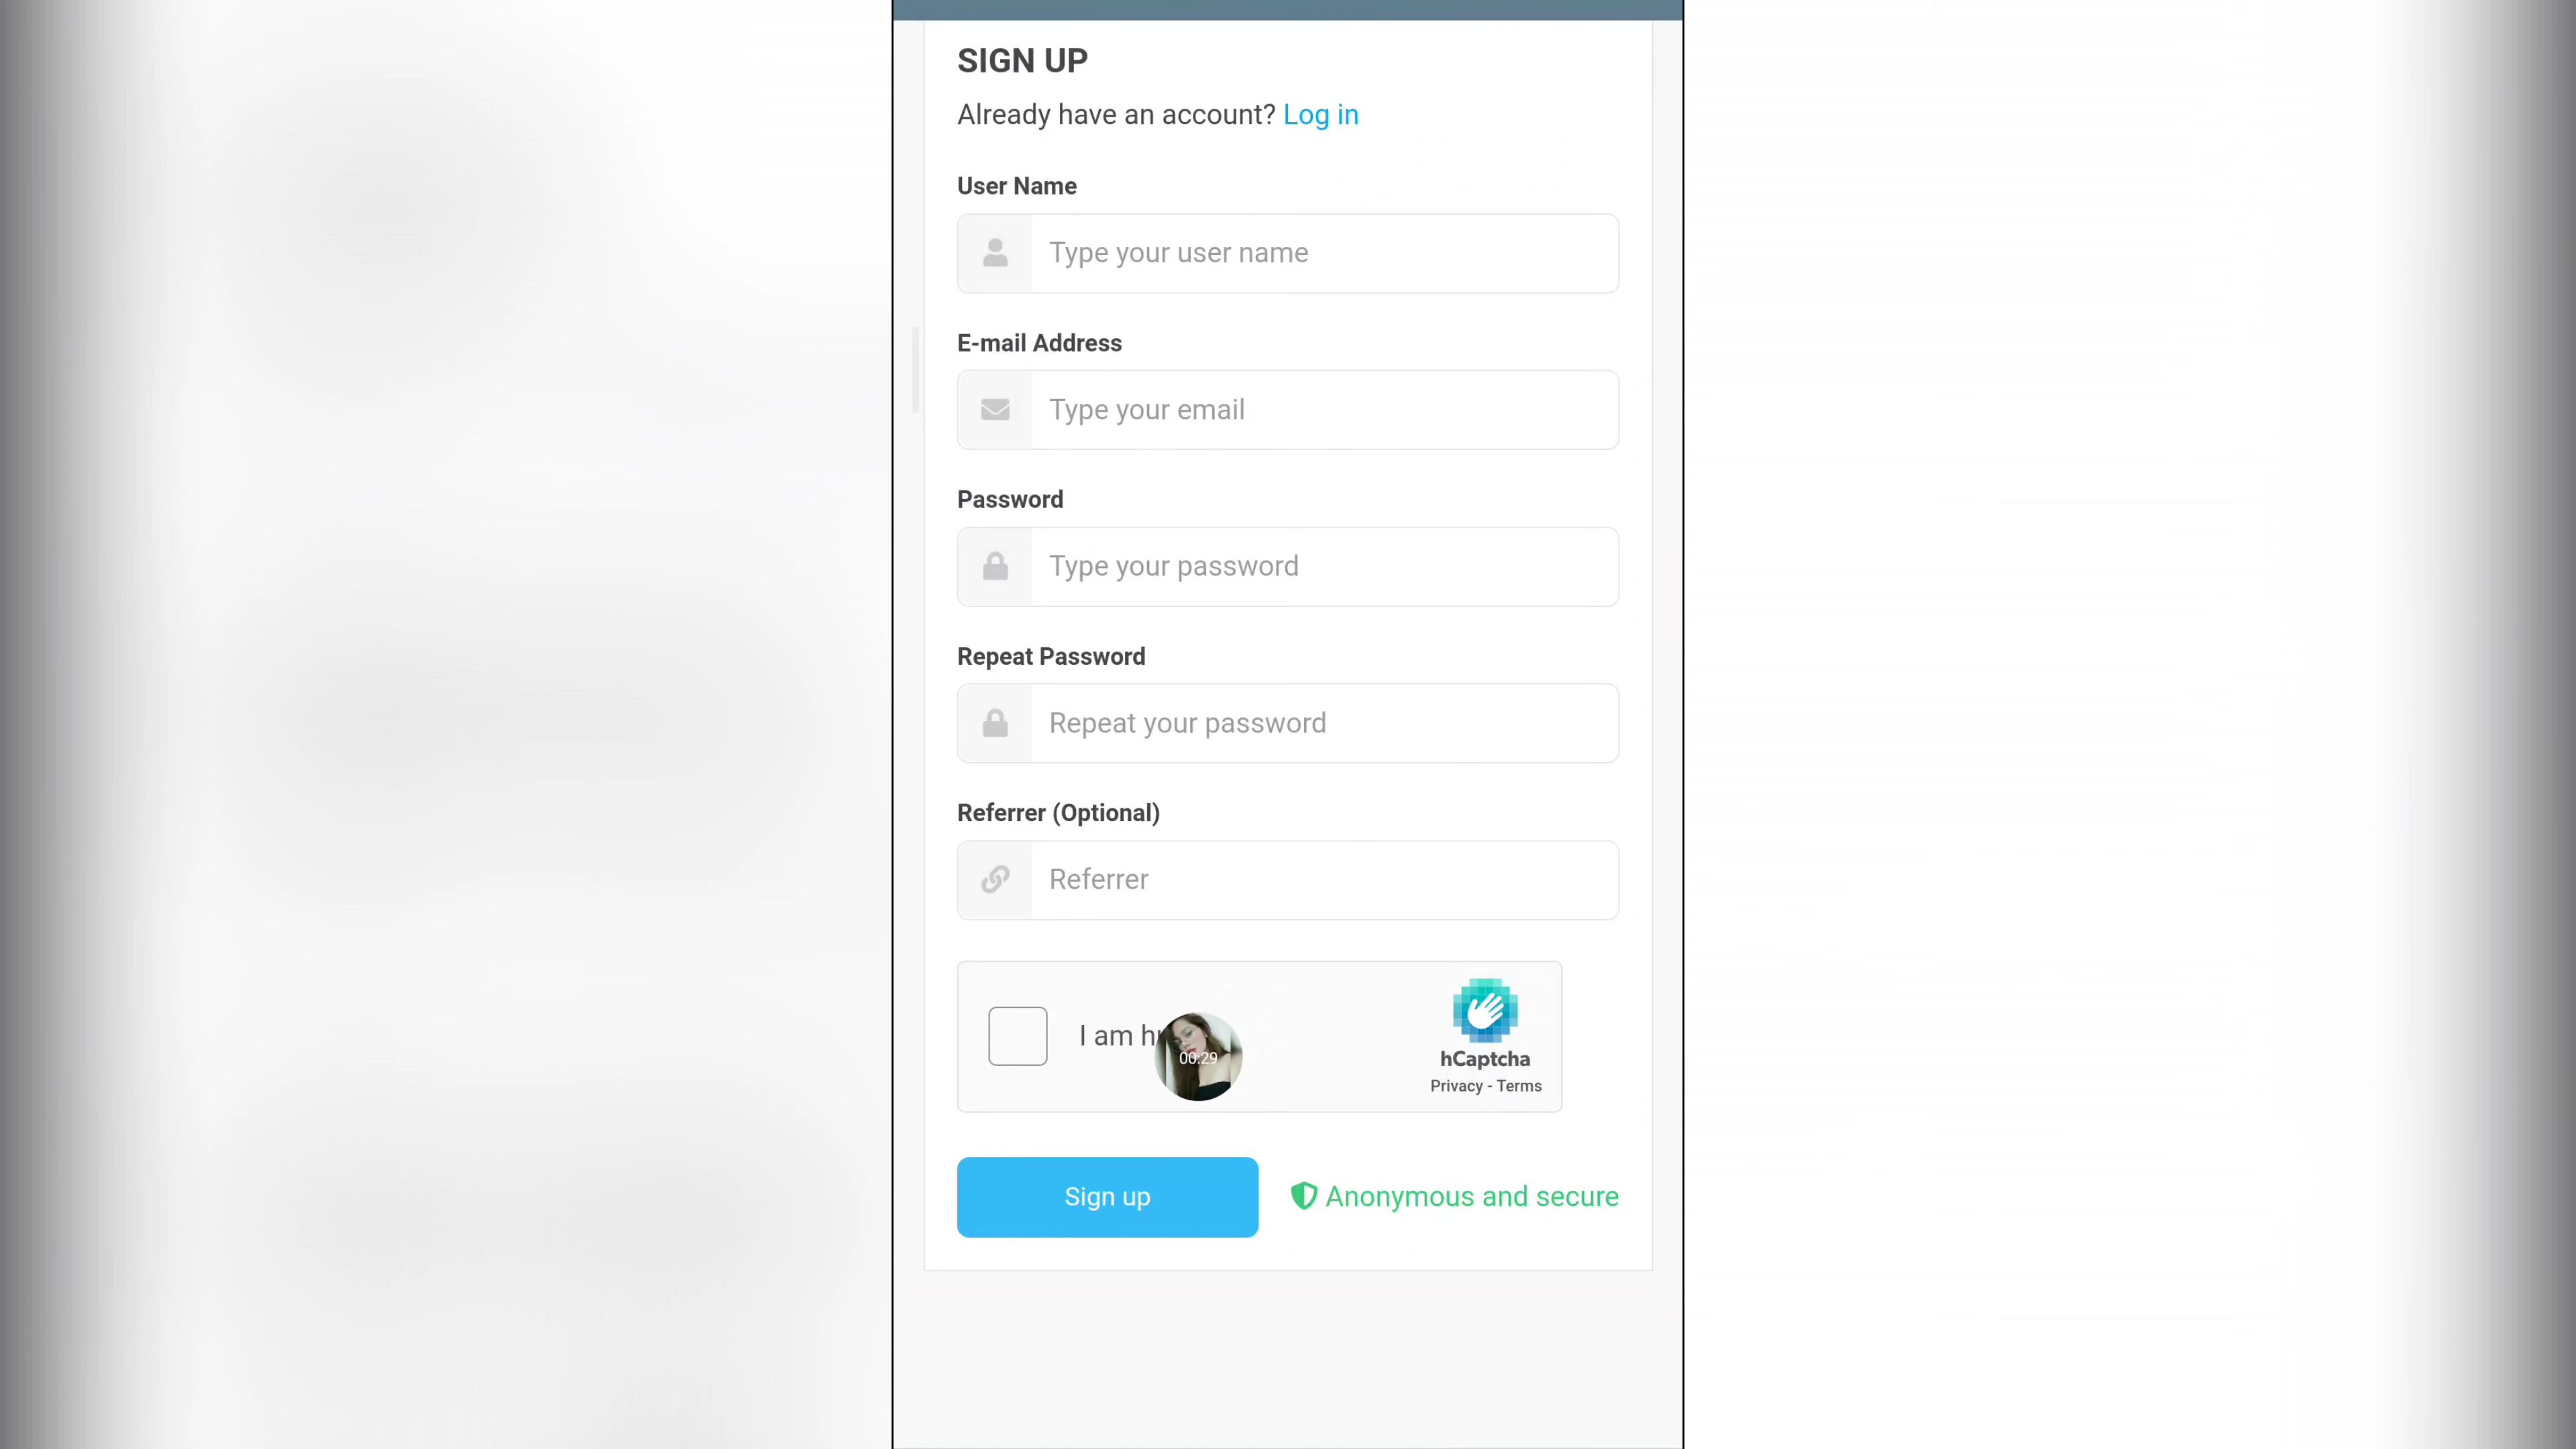 SIGN UP
Already have an account? Log in
User Name
Type your user name
E-mail Address
Type your email
Password
Type your password
Repeat Password
Repeat your password
Referrer (Optional)
Referrer
I am h
00:29
hCaptcha
Privacy - Terms
Sign up
Anonymous and secure